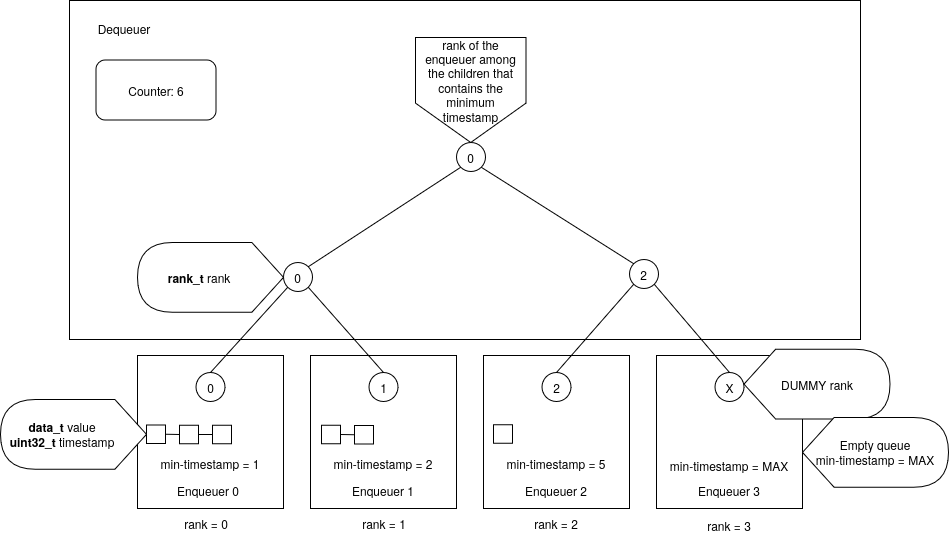 Dequeuer
rank of the
enqueuer among
the children that
contains the
minimum
timestamp
Counter: 6
0
rank_t rank
0
2
0
1
2
X
DUMMY rank
data_t value
uint32_t timestamp
Empty queue
min-timestamp = MAX
min-timestamp = 1
min-timestamp = 2
min-timestamp = 5
min-timestamp = MAX
Enqueuer 0
Enqueuer 1
Enqueuer 2
Enqueuer 3
rank = 0
rank = 1
rank = 2
rank = 3